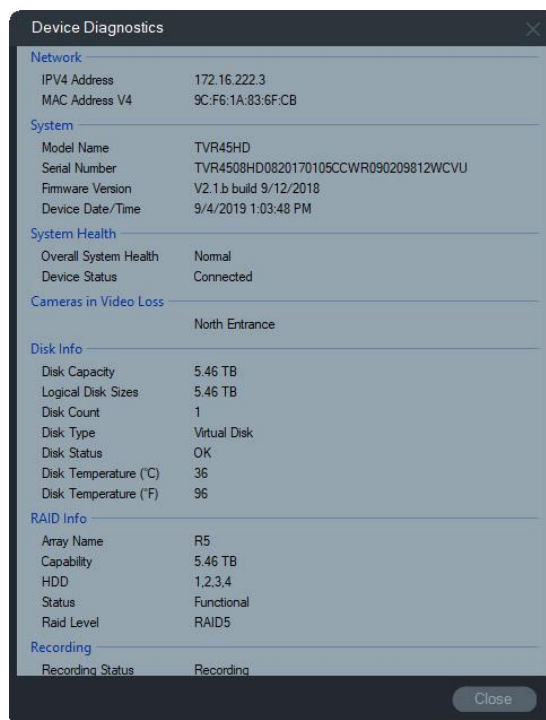 Device Diagnostics
Network
IPV4 Address 172.16.222.3
MAC Address V4 9C:F6:1A:83:6F:CB
System
Model Name TVR45HD
Serial Number TVR4508HD0820170105CCWR090209812WCVU
Firmware Version V2.1.b build 9/12/2018
Device Date/Time 9/4/2019 1:03:48 PM
System Health
Overall System Health Normal
Device Status Connected
Cameras in Video Loss
North Entrance
Disk Info
Disk Capacity 5.46 TB
Logical Disk Sizes 5.46 TB
Disk Count 1
Disk Type Virtual Disk
Disk Status OK
Disk Temperature (°C) 36
Disk Temperature (°F) 96
RAID Info
Array Name R5
Capability 5.46 TB
HDD 1,2,3,4
Status Functional
Raid Level RAID5
Recording
Recording Status Recording
Close